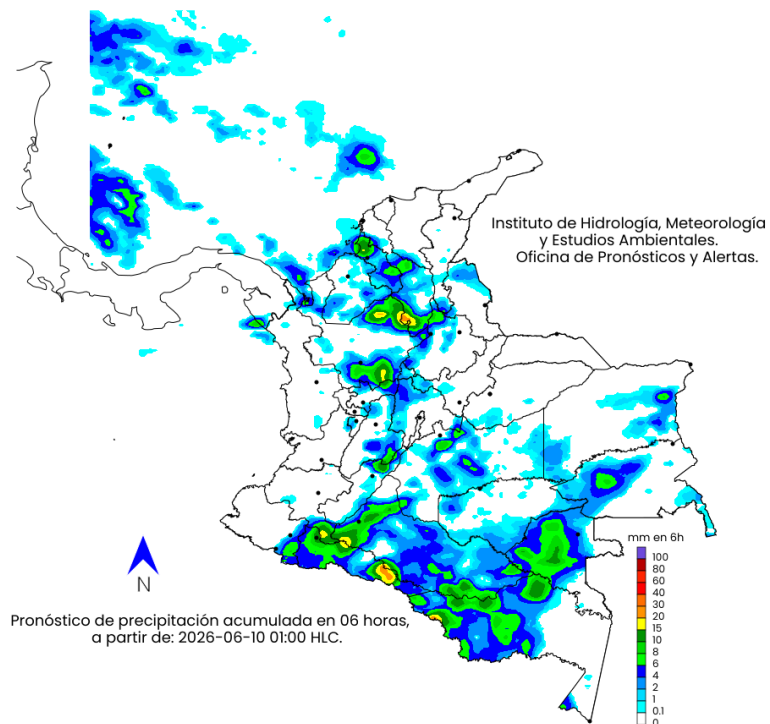 Instituto de Hidrología, Meteorología
y Estudios Ambientales.
Oficina de Pronósticos y Alertas.
mm en 6h
100
80
60
40
30
20
15
10
8
6
4
2
1
0.1
0
N
Pronóstico de precipitación acumulada en 06 horas,
a partir de: 2026-06-10 01:00 HLC.